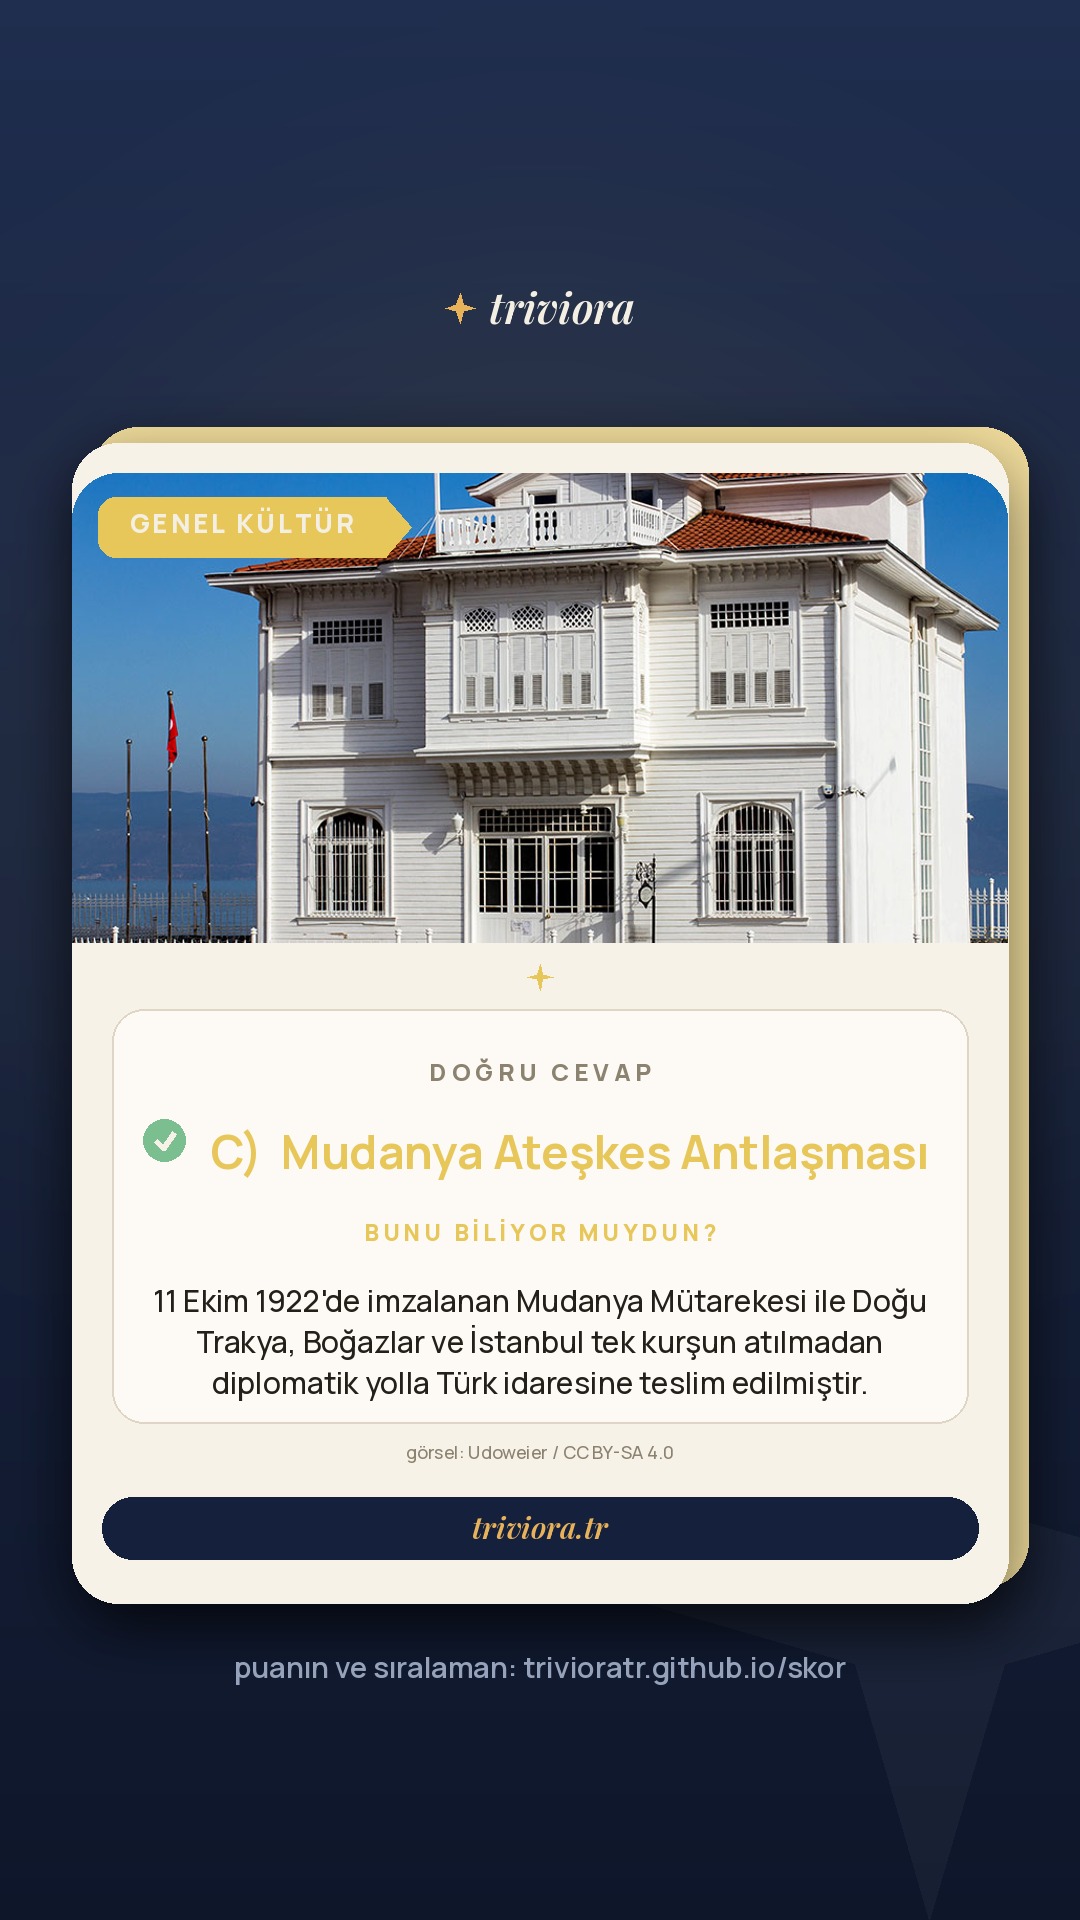 triviora
GENEL KÜLTÜR
DOĞRU CEVAP
C) Mudanya Ateşkes Antlaşması
BUNU BİLİYOR MUYDUN?
11 Ekim 1922'de imzalanan Mudanya Mütarekesi ile Doğu
Trakya, Boğazlar ve İstanbul tek kurşun atılmadan
diplomatik yolla Türk idaresine teslim edilmiştir.
görsel: Udoweier / CC BY-SA 4.0
triviora.tr
puanın ve sıralaman: trivioratr.github.io/skor